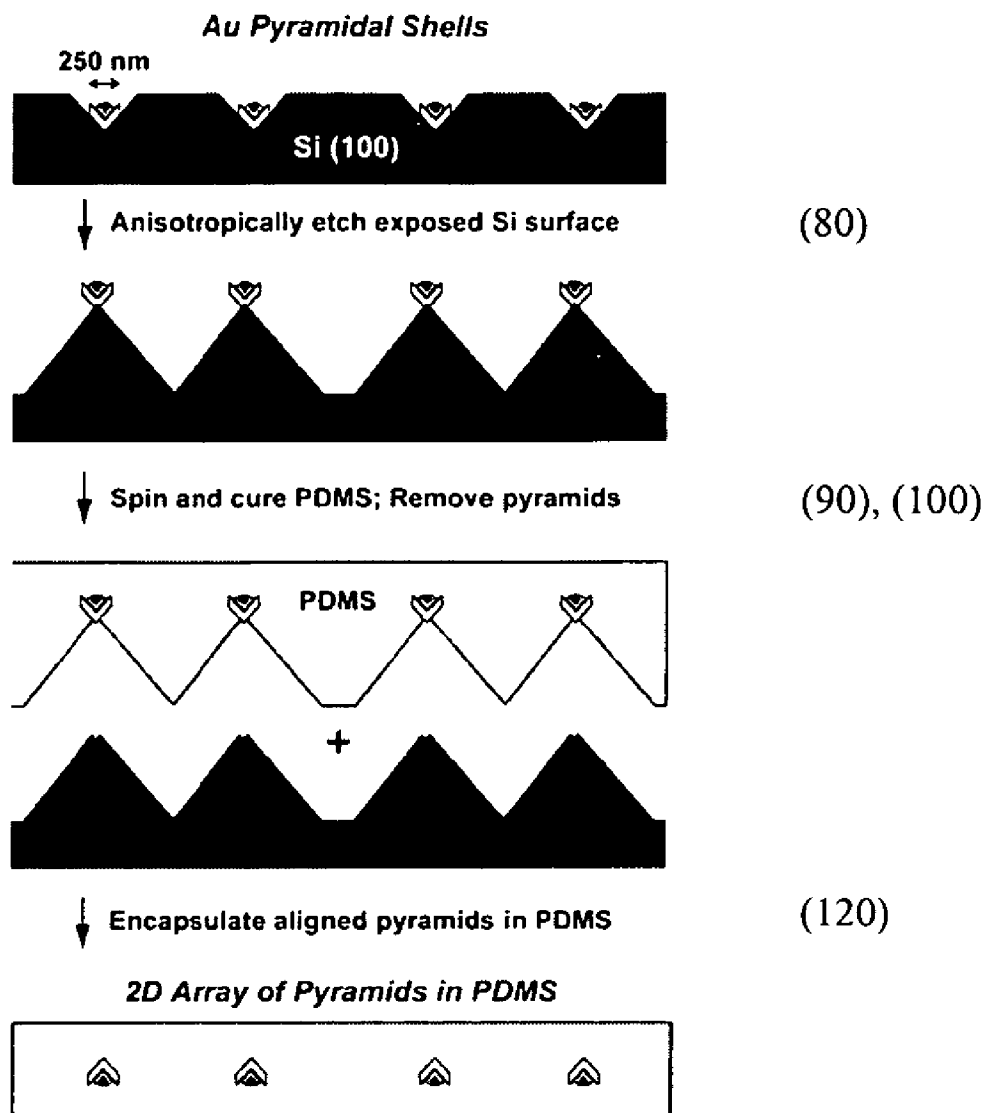 Au Pyramidal Shells
250 nm
Si (100)
Anisotropically etch exposed Si surface (80)
Spin and cure PDMS; Remove pyramids (90), (100)
PDMS
+
Encapsulate aligned pyramids in PDMS (120)
2D Array of Pyramids in PDMS